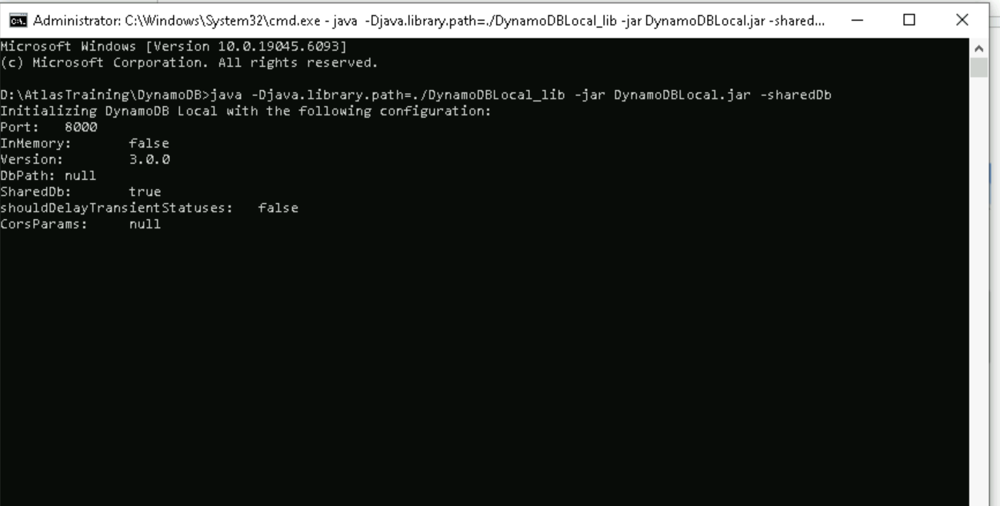 Administrator: C:\Windows\System32\cmd.exe - java  -Djava.library.path=./DynamoDBLocal_lib -jar DynamoDBLocal.jar -shared...
Microsoft Windows [Version 10.0.19045.6093]
(c) Microsoft Corporation. All rights reserved.
D:\AtlasTraining\DynamoDB>java -Djava.library.path=./DynamoDBLocal_lib -jar DynamoDBLocal.jar -sharedDb
Initializing DynamoDB Local with the following configuration:
Port:   8000
InMemory:       false
Version:        3.0.0
DbPath: null
SharedDb:       true
shouldDelayTransientStatuses:   false
CorsParams:     null